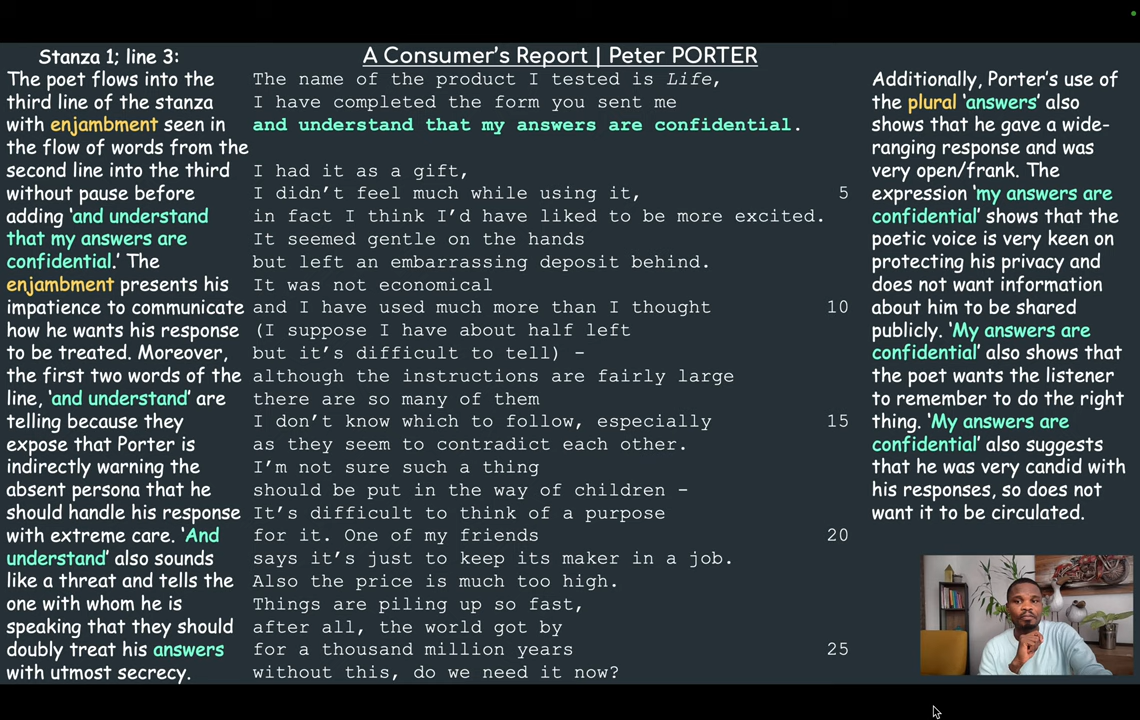 Stanza 1; line 3:
The poet flows into the
third line of the stanza
with enjambment seen in
the flow of words from the
second line into the third
without pause before
adding ‘and understand
that my answers are
confidential.’ The
enjambment presents his
impatience to communicate
how he wants his response
to be treated. Moreover,
the first two words of the
line, ‘and understand’ are
telling because they
expose that Porter is
indirectly warning the
absent persona that he
should handle his response
with extreme care. ‘And
understand’ also sounds
like a threat and tells the
one with whom he is
speaking that they should
doubly treat his answers
with utmost secrecy.
A Consumer’s Report | Peter PORTER
The name of the product I tested is Life,
I have completed the form you sent me
and understand that my answers are confidential.
I had it as a gift,
I didn’t feel much while using it, 5
in fact I think I’d have liked to be more excited.
It seemed gentle on the hands
but left an embarrassing deposit behind.
It was not economical
and I have used much more than I thought 10
(I suppose I have about half left
but it’s difficult to tell) –
although the instructions are fairly large
there are so many of them
I don’t know which to follow, especially 15
as they seem to contradict each other.
I’m not sure such a thing
should be put in the way of children –
It’s difficult to think of a purpose
for it. One of my friends 20
says it’s just to keep its maker in a job.
Also the price is much too high.
Things are piling up so fast,
after all, the world got by
for a thousand million years 25
without this, do we need it now?
Additionally, Porter’s use of
the plural ‘answers’ also
shows that he gave a wide-
ranging response and was
very open/frank. The
expression ‘my answers are
confidential’ shows that the
poetic voice is very keen on
protecting his privacy and
does not want information
about him to be shared
publicly. ‘My answers are
confidential’ also shows that
the poet wants the listener
to remember to do the right
thing. ‘My answers are
confidential’ also suggests
that he was very candid with
his responses, so does not
want it to be circulated.